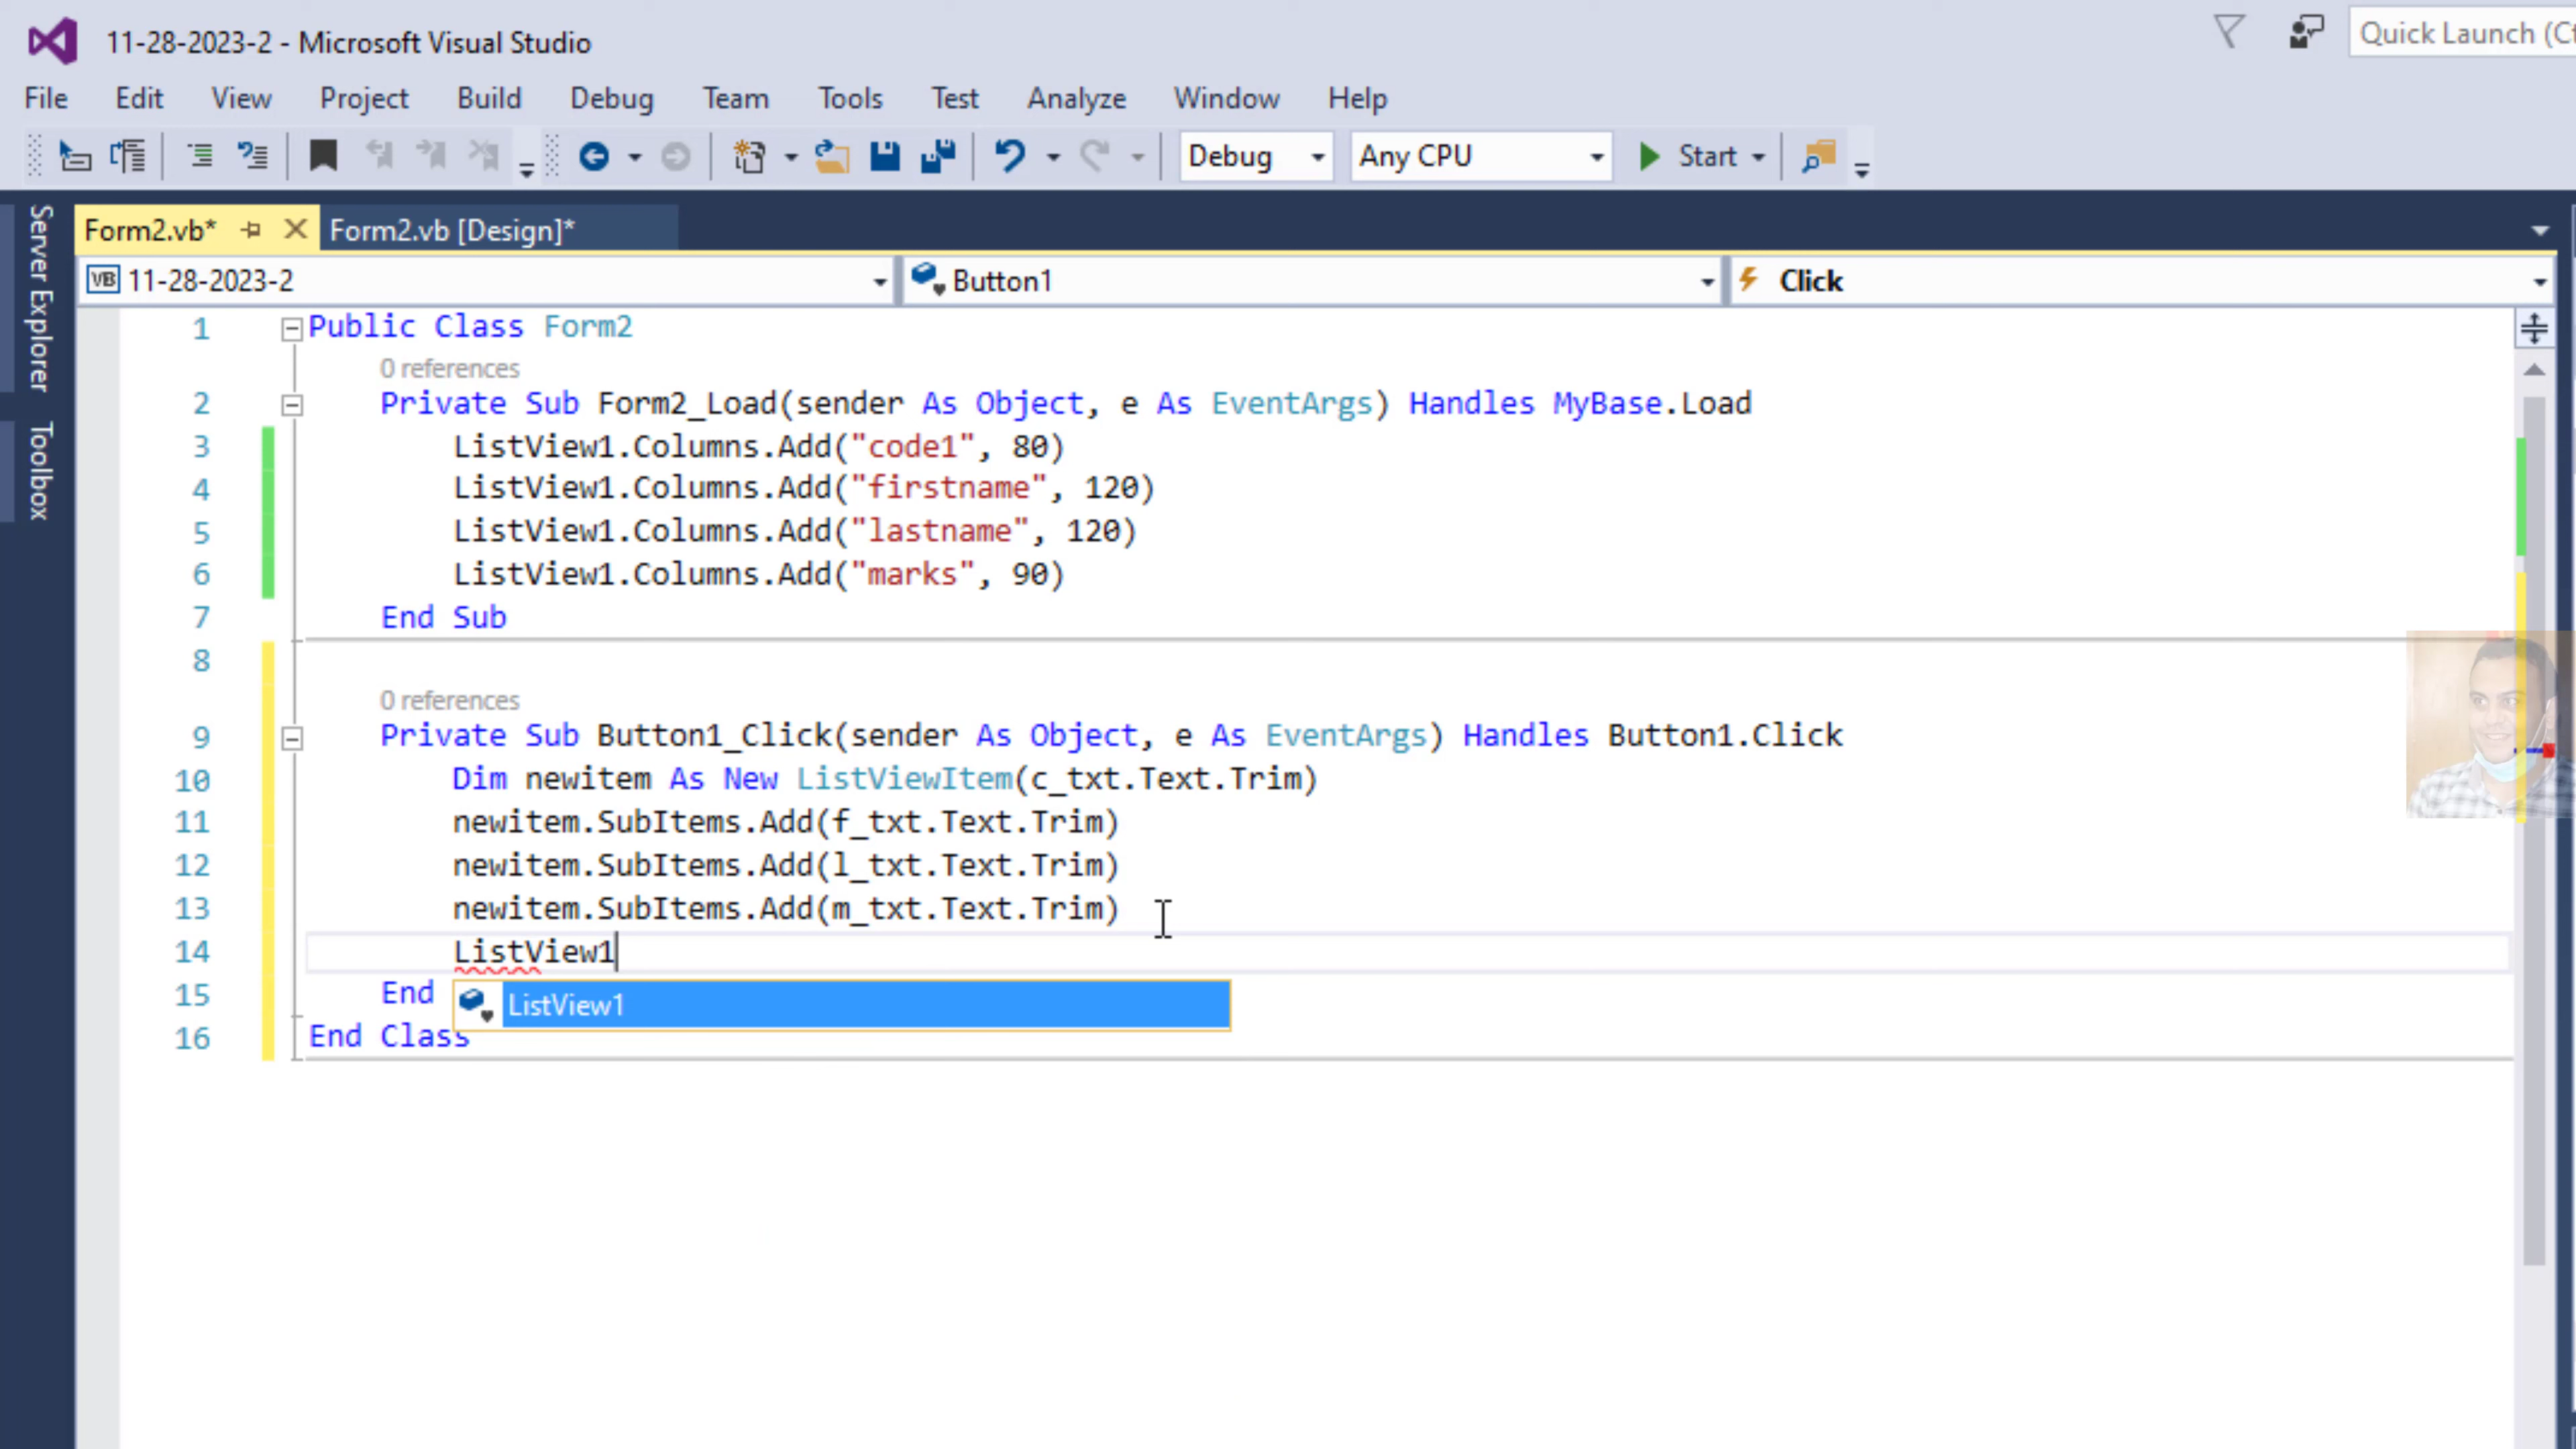 11-28-2023-2 - Microsoft Visual Studio
Quick Launch (Ct
File Edit View Project Build Debug Team Tools Test Analyze Window Help
Debug Any CPU Start
Server Explorer
Toolbox
Form2.vb* Form2.vb [Design]*
VB 11-28-2023-2 Button1 Click
1 Public Class Form2
0 references
2 Private Sub Form2_Load(sender As Object, e As EventArgs) Handles MyBase.Load
3 ListView1.Columns.Add("code1", 80)
4 ListView1.Columns.Add("firstname", 120)
5 ListView1.Columns.Add("lastname", 120)
6 ListView1.Columns.Add("marks", 90)
7 End Sub
8
0 references
9 Private Sub Button1_Click(sender As Object, e As EventArgs) Handles Button1.Click
10 Dim newitem As New ListViewItem(c_txt.Text.Trim)
11 newitem.SubItems.Add(f_txt.Text.Trim)
12 newitem.SubItems.Add(l_txt.Text.Trim)
13 newitem.SubItems.Add(m_txt.Text.Trim)
14 ListView1
15 End
ListView1
16 End Class